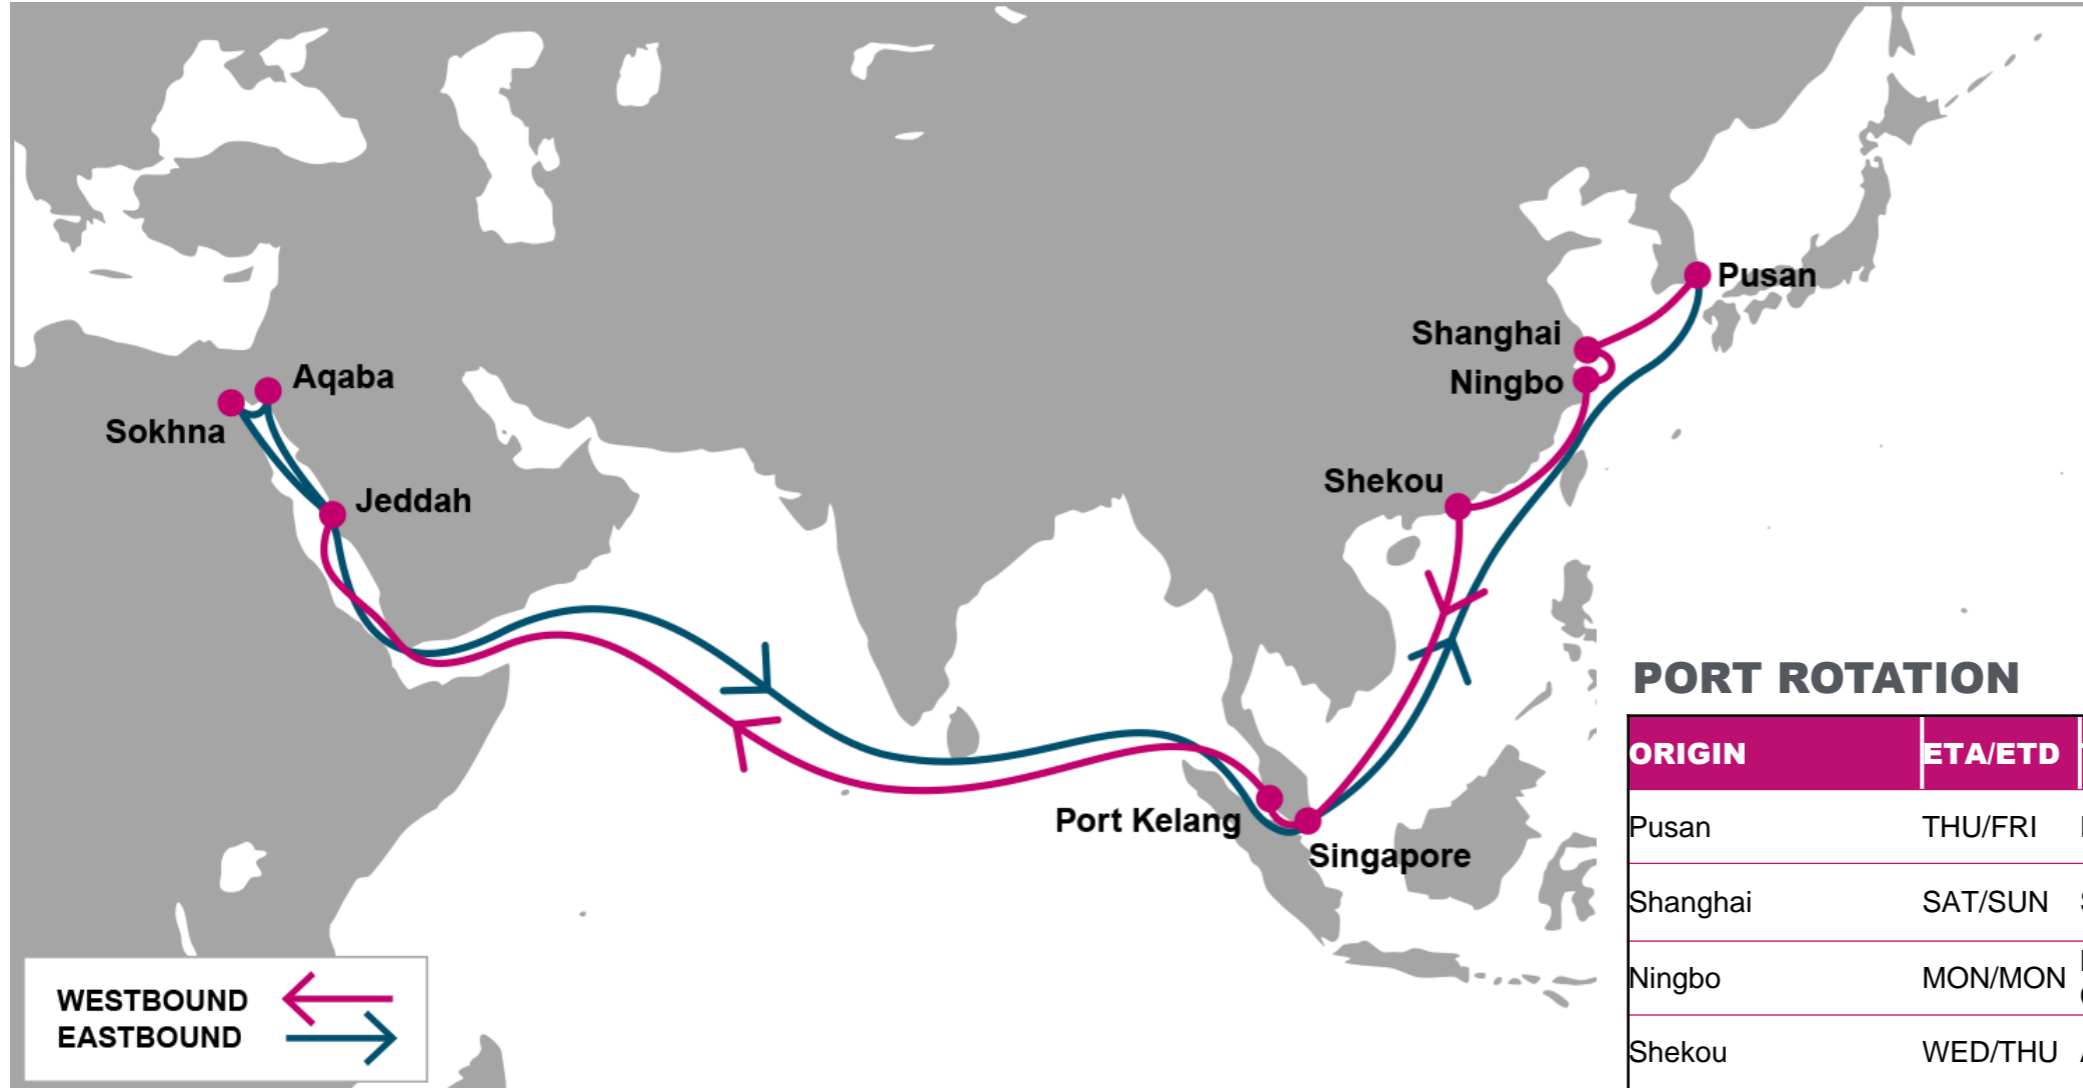 Pusan
Shanghai
Ningbo
Aqaba
Sokhna
Shekou
Jeddah
Port Kelang
Singapore
WESTBOUND
EASTBOUND
PORT ROTATION
ORIGIN ETA/ETD
Pusan THU/FRI
Shanghai SAT/SUN
Ningbo MON/MON
Shekou WED/THU